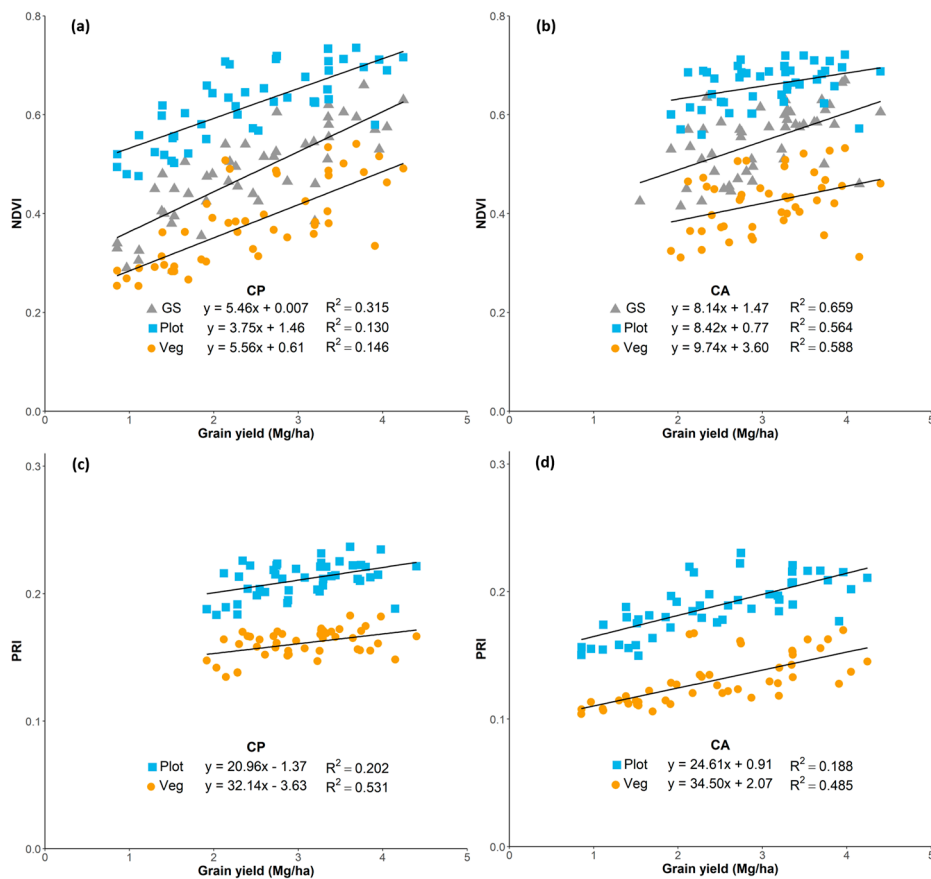 (a)
0.8
0.6
0.4
0.2
0.0
NDVI
CP
GS y = 5.46x + 0.007 R² = 0.315
Plot y = 3.75x + 1.46 R² = 0.130
Veg y = 5.56x + 0.61 R² = 0.146
1 2 3 4 5
Grain yield (Mg/ha)
(b)
0.8
0.6
0.4
0.2
0.0
NDVI
CA
GS y = 8.14x + 1.47 R² = 0.659
Plot y = 8.42x + 0.77 R² = 0.564
Veg y = 9.74x + 3.60 R² = 0.588
1 2 3 4 5
Grain yield (Mg/ha)
(c)
0.3
0.2
0.1
0.0
PRI
CP
Plot y = 20.96x - 1.37 R² = 0.202
Veg y = 32.14x - 3.63 R² = 0.531
1 2 3 4 5
Grain yield (Mg/ha)
(d)
0.3
0.2
0.1
0.0
PRI
CA
Plot y = 24.61x + 0.91 R² = 0.188
Veg y = 34.50x + 2.07 R² = 0.485
0 1 2 3 4 5
Grain yield (Mg/ha)